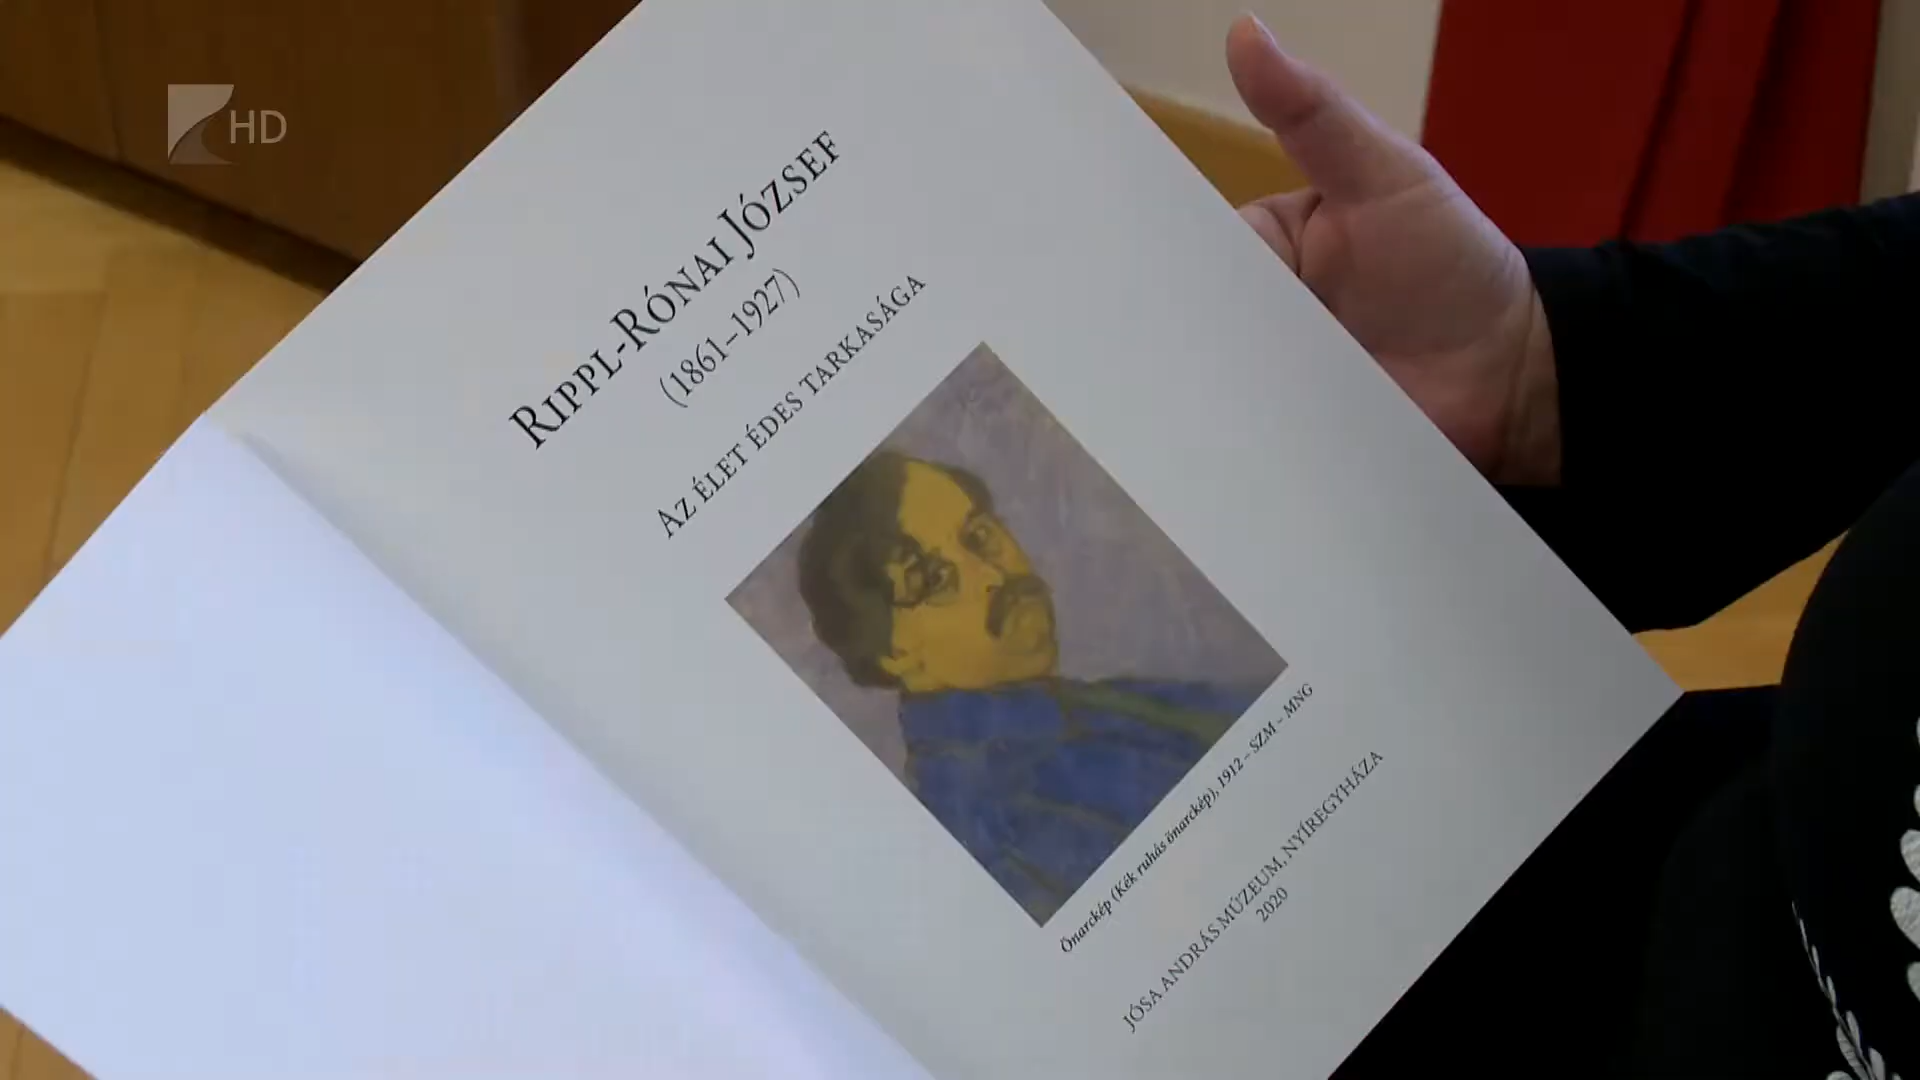 HD
RIPPL-RÓNAI JÓZSEF
(1861–1927)
AZ ÉLET ÉDES TARKASÁGA
Önarckép (Kék ruhás önarckép), 1912 – SZM – MNG
JÓSA ANDRÁS MÚZEUM, NYÍREGYHÁZA
2020